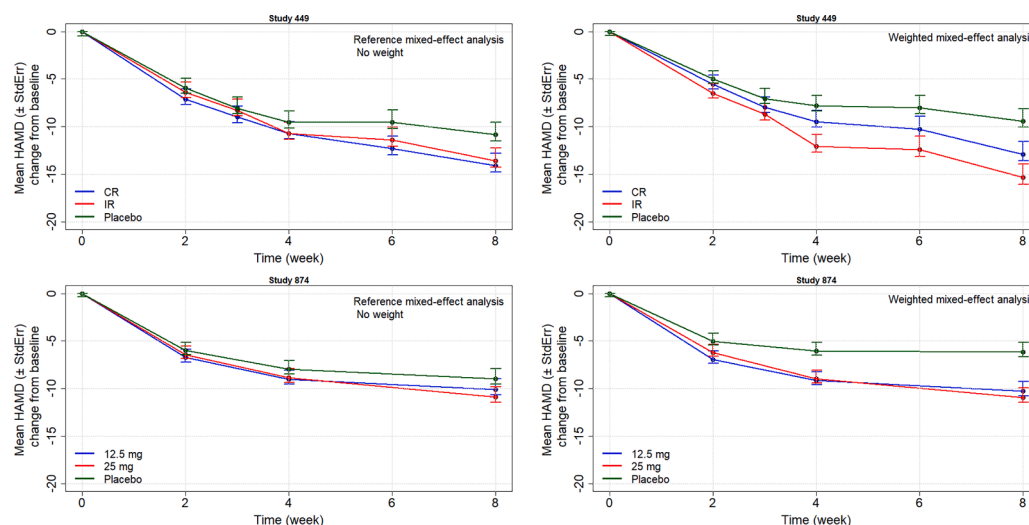 Study 449
Reference mixed-effect analysis
No weight
Mean HAMD (± StdErr)
change from baseline
0
-5
-10
-15
-20
CR
IR
Placebo
0 2 4 6 8
Time (week)
Study 449
Weighted mixed-effect analysis
Mean HAMD (± StdErr)
change from baseline
0
-5
-10
-15
-20
CR
IR
Placebo
0 2 4 6 8
Time (week)
Study 874
Reference mixed-effect analysis
No weight
Mean HAMD (± StdErr)
change from baseline
0
-5
-10
-15
-20
12.5 mg
25 mg
Placebo
0 2 4 6 8
Time (week)
Study 874
Weighted mixed-effect analysis
Mean HAMD (± StdErr)
change from baseline
0
-5
-10
-15
-20
12.5 mg
25 mg
Placebo
0 2 4 6 8
Time (week)